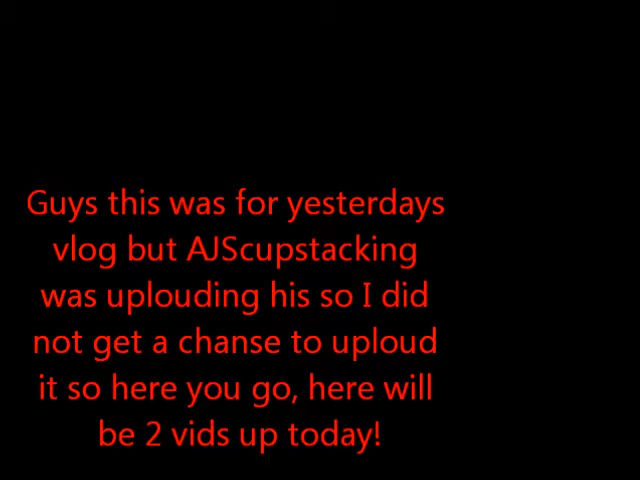 Guys this was for yesterdays
vlog but AJScupstacking
was uplouding his so I did
not get a chanse to uploud
it so here you go, here will
be 2 vids up today!